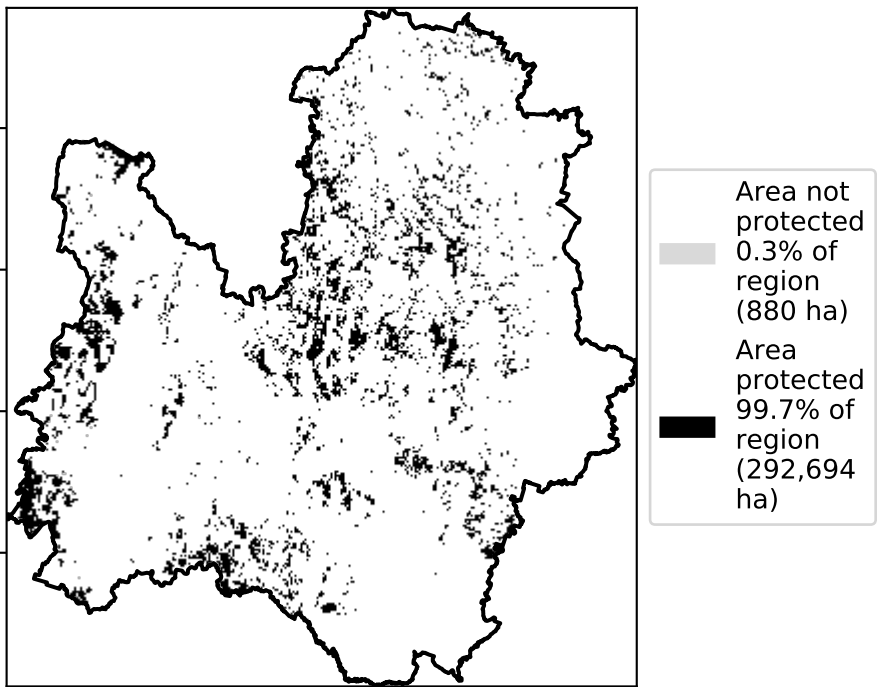 Area not
protected
0.3% of
region
(880 ha)
Area
protected
99.7% of
region
(292,694
ha)